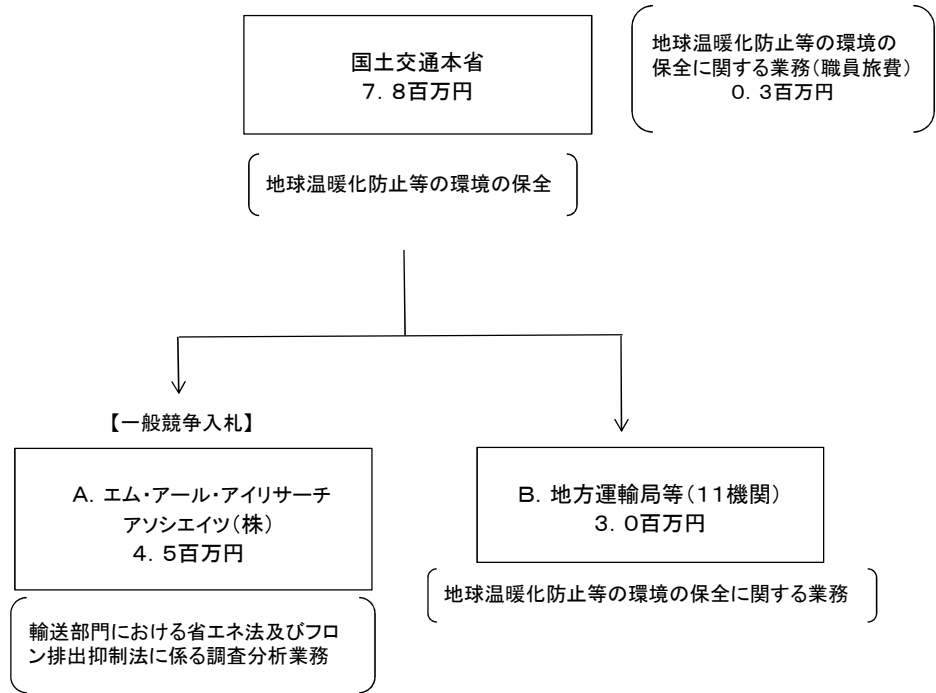 国土交通本省
７．８百万円
地球温暖化防止等の環境の
保全に関する業務（職員旅費）
０．３百万円
地球温暖化防止等の環境の保全
【一般競争入札】
Ａ．エム・アール・アイリサーチ
アソシエイツ（株）
４．５百万円
輸送部門における省エネ法及びフロ
ン排出抑制法に係る調査分析業務
Ｂ．地方運輸局等（１１機関）
３．０百万円
地球温暖化防止等の環境の保全に関する業務